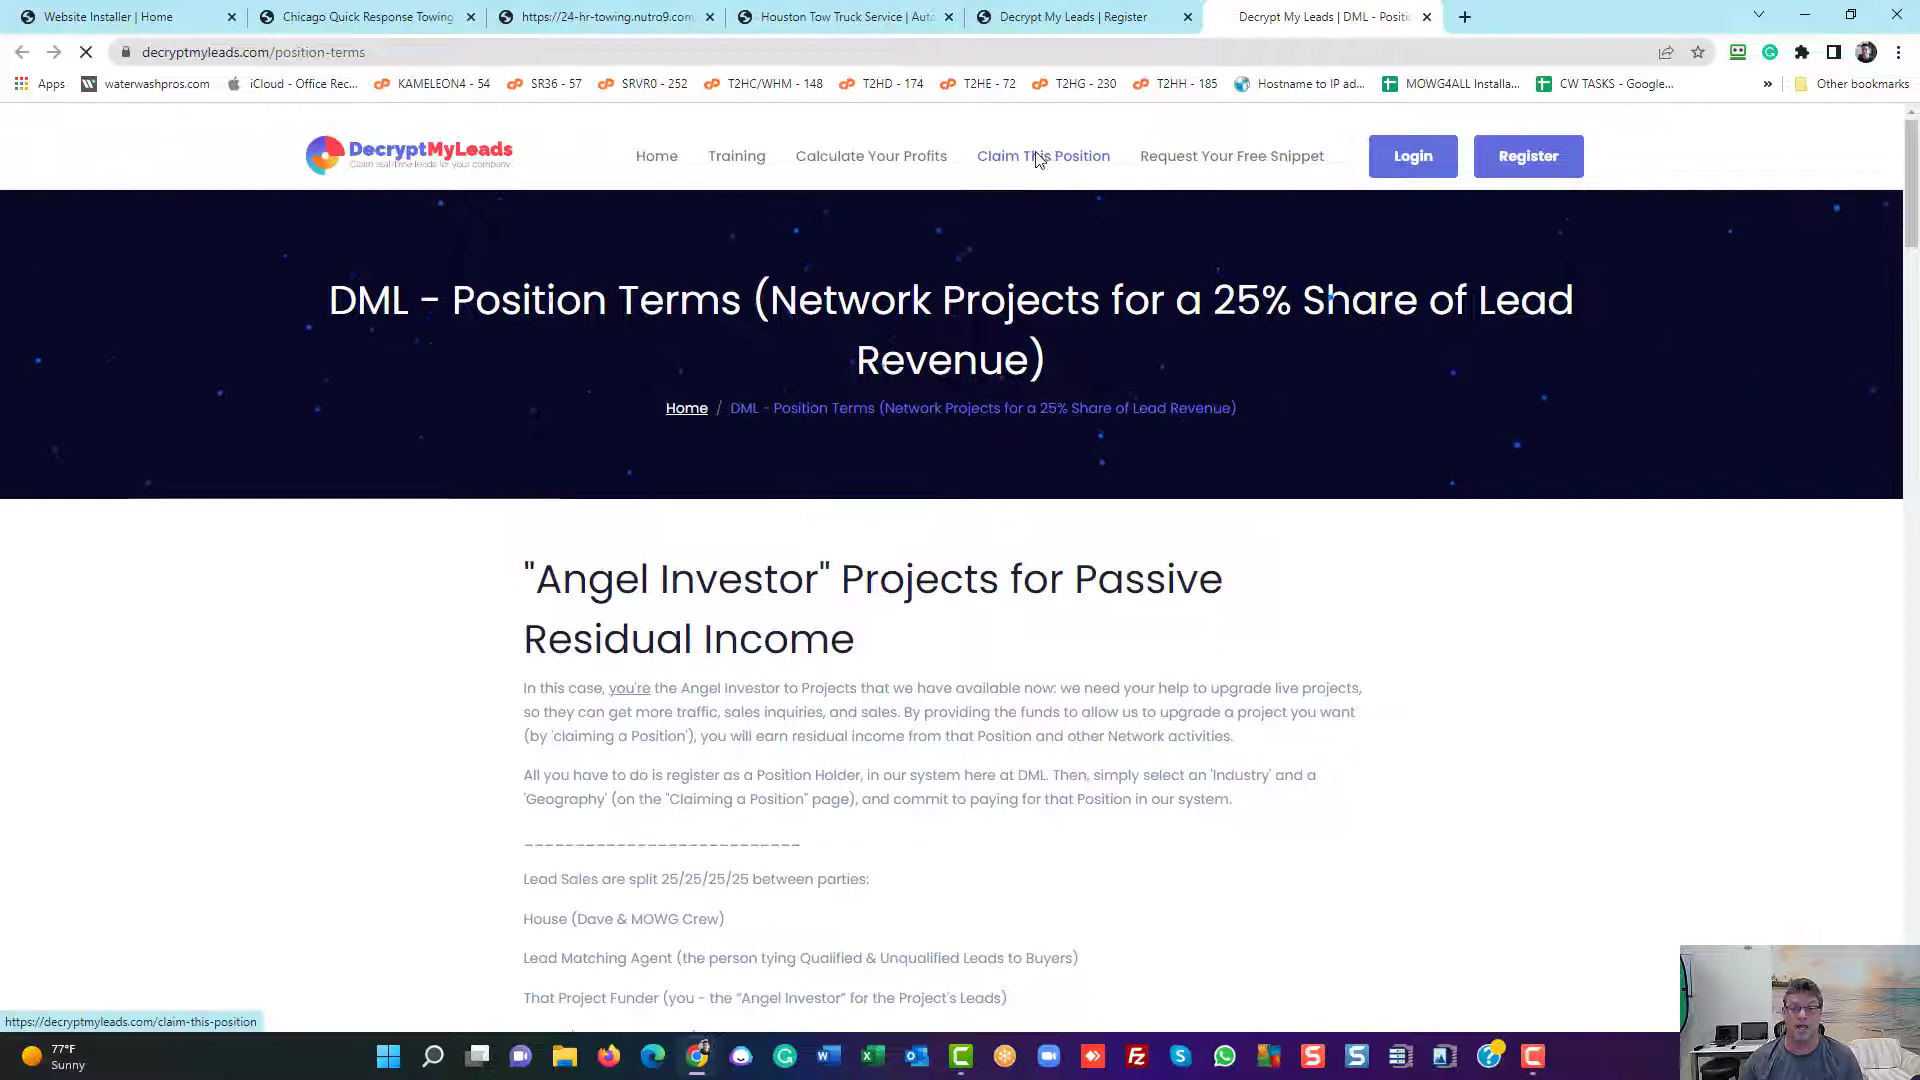 Website Installer | Home
Chicago Quick Response Towing
https://24-hr-towing.nutro9.com
Houston Tow Truck Service | Auto
Decrypt My Leads | Register
Decrypt My Leads | DML - Positi
decryptmyleads.com/position-terms
Apps
waterwashpros.com
iCloud - Office Rec...
KAMELEON4 - 54
SR36 - 57
SRVR0 - 252
T2HC/WHM - 148
T2HD - 174
T2HE - 72
T2HG - 230
T2HH - 185
Hostname to IP ad...
MOWG4ALL Installa...
CW TASKS - Google...
Other bookmarks
DecryptMyLeads
Claim real-time leads for your company
Home
Training
Calculate Your Profits
Claim This Position
Request Your Free Snippet
Login
Register
DML - Position Terms (Network Projects for a 25% Share of Lead
Revenue)
Home / DML - Position Terms (Network Projects for a 25% Share of Lead Revenue)
"Angel Investor" Projects for Passive
Residual Income
In this case, you're the Angel Investor to Projects that we have available now: we need your help to upgrade live projects,
so they can get more traffic, sales inquiries, and sales. By providing the funds to allow us to upgrade a project you want
(by 'claiming a Position'), you will earn residual income from that Position and other Network activities.
All you have to do is register as a Position Holder, in our system here at DML. Then, simply select an 'Industry' and a
'Geography' (on the "Claiming a Position" page), and commit to paying for that Position in our system.
___________________________
Lead Sales are split 25/25/25/25 between parties:
House (Dave & MOWG Crew)
Lead Matching Agent (the person tying Qualified & Unqualified Leads to Buyers)
That Project Funder (you - the “Angel Investor” for the Project's Leads)
https://decryptmyleads.com/claim-this-position
77°F
Sunny